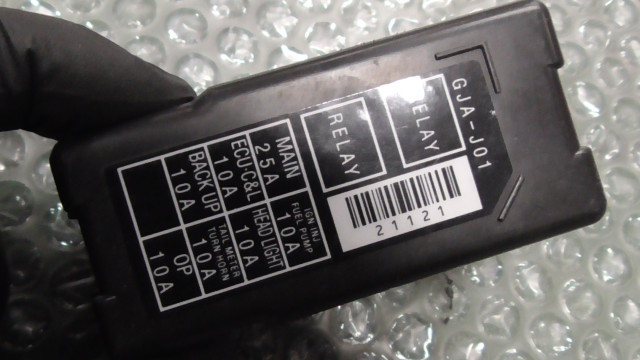 GJA-J01
RELAY
RELAY
21121
MAIN
25A
IGN INJ
FUEL PUMP
10A
ECU·C&L
10A
HEAD LIGHT
10A
BACK UP
10A
TAIL METER
TURN HORN
10A
OP
10A